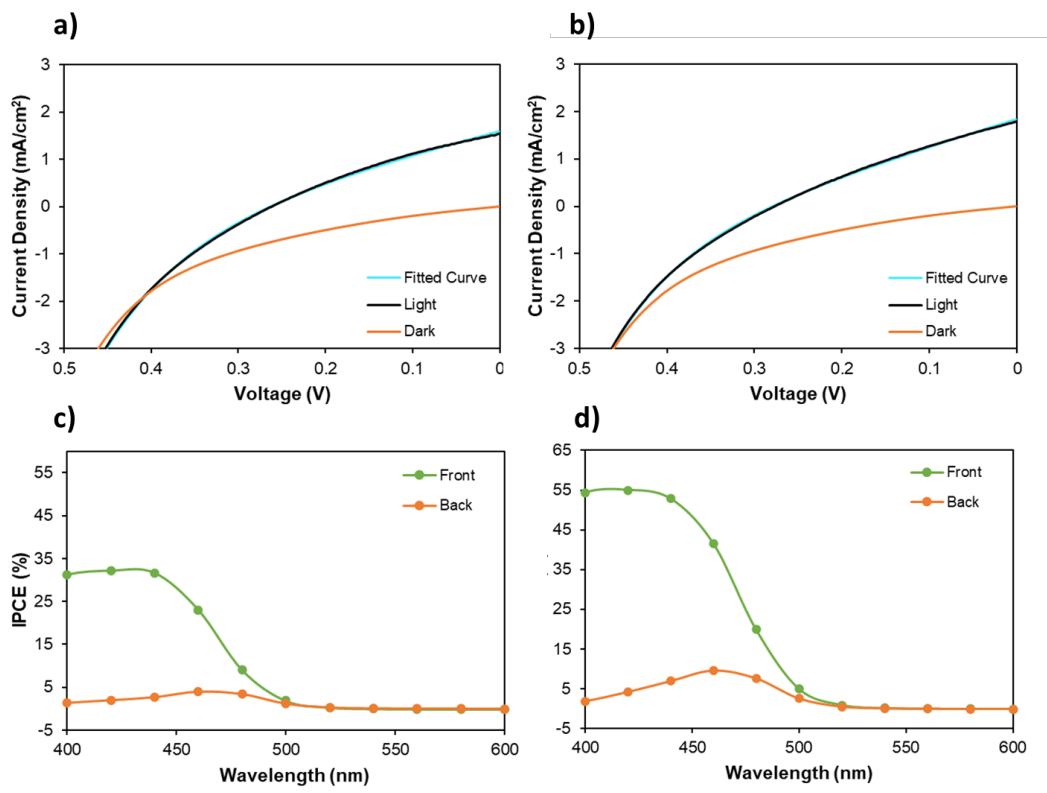 a)
3
2
1
0
-1
-2
-3
Current Density (mA/cm²)
0.5
0.4
0.3
0.2
0.1
0
Voltage (V)
Fitted Curve
Light
Dark
b)
3
2
1
0
-1
-2
-3
Current Density (mA/cm²)
0.5
0.4
0.3
0.2
0.1
0
Voltage (V)
Fitted Curve
Light
Dark
c)
55
45
35
25
15
5
-5
IPCE (%)
400
450
500
550
600
Wavelength (nm)
Front
Back
d)
65
55
45
35
25
15
5
-5
400
450
500
550
600
Wavelength (nm)
Front
Back